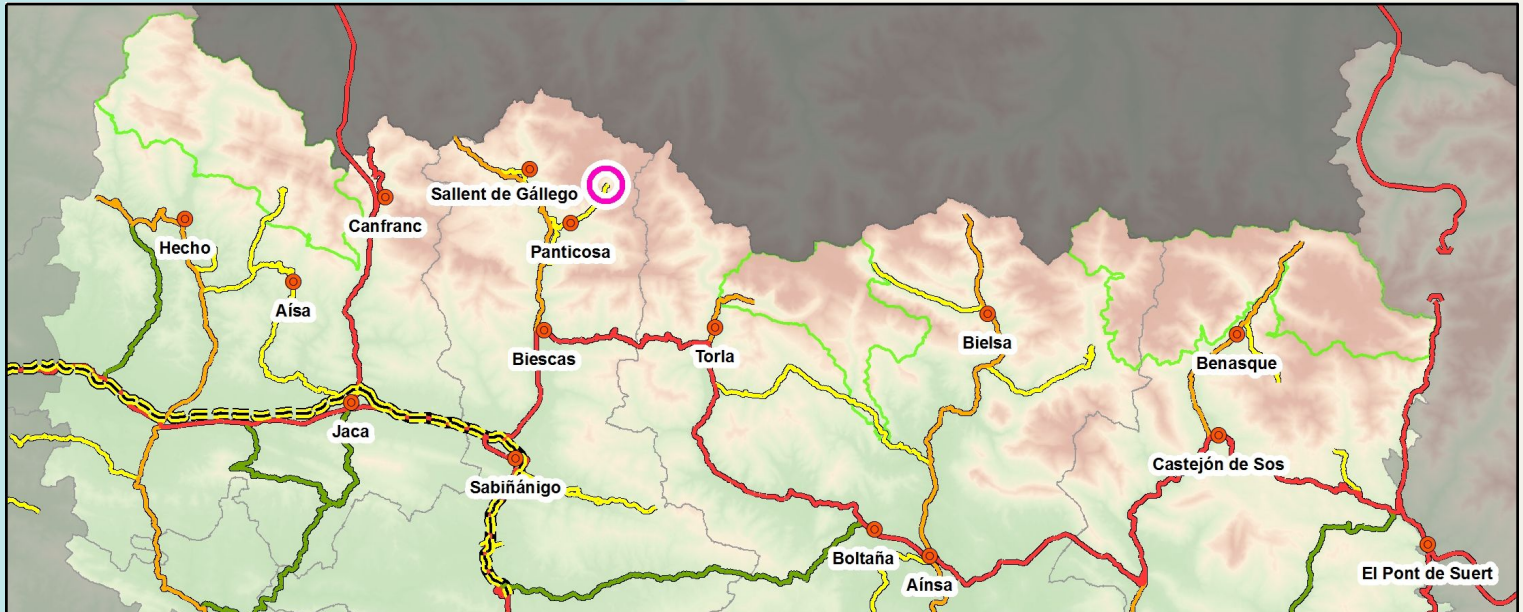 Sallent de Gállego
Canfranc
Hecho
Panticosa
Aísa
Bielsa
Biescas
Torla
Benasque
Jaca
Castejón de Sos
Sabiñánigo
Boltaña
El Pont de Suert
Aínsa